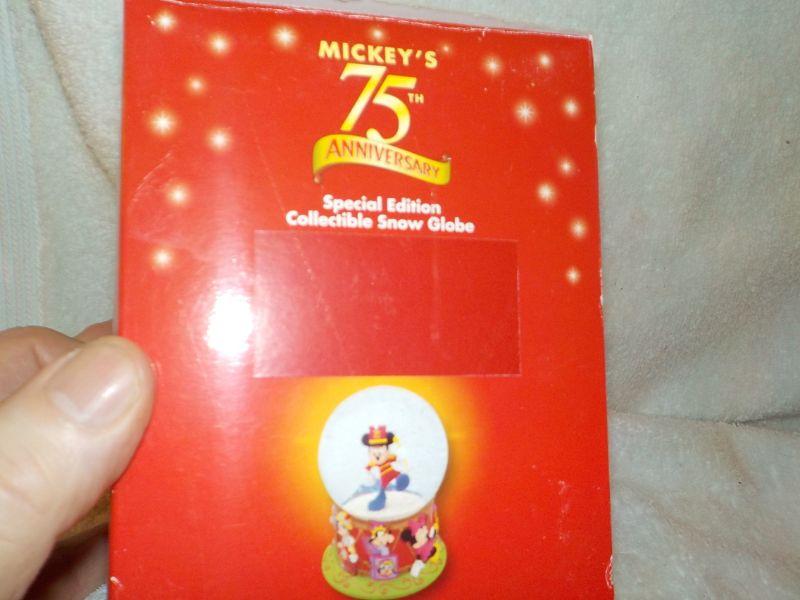 MICKEY'S
75TH
ANNIVERSARY
Special Edition
Collectible Snow Globe